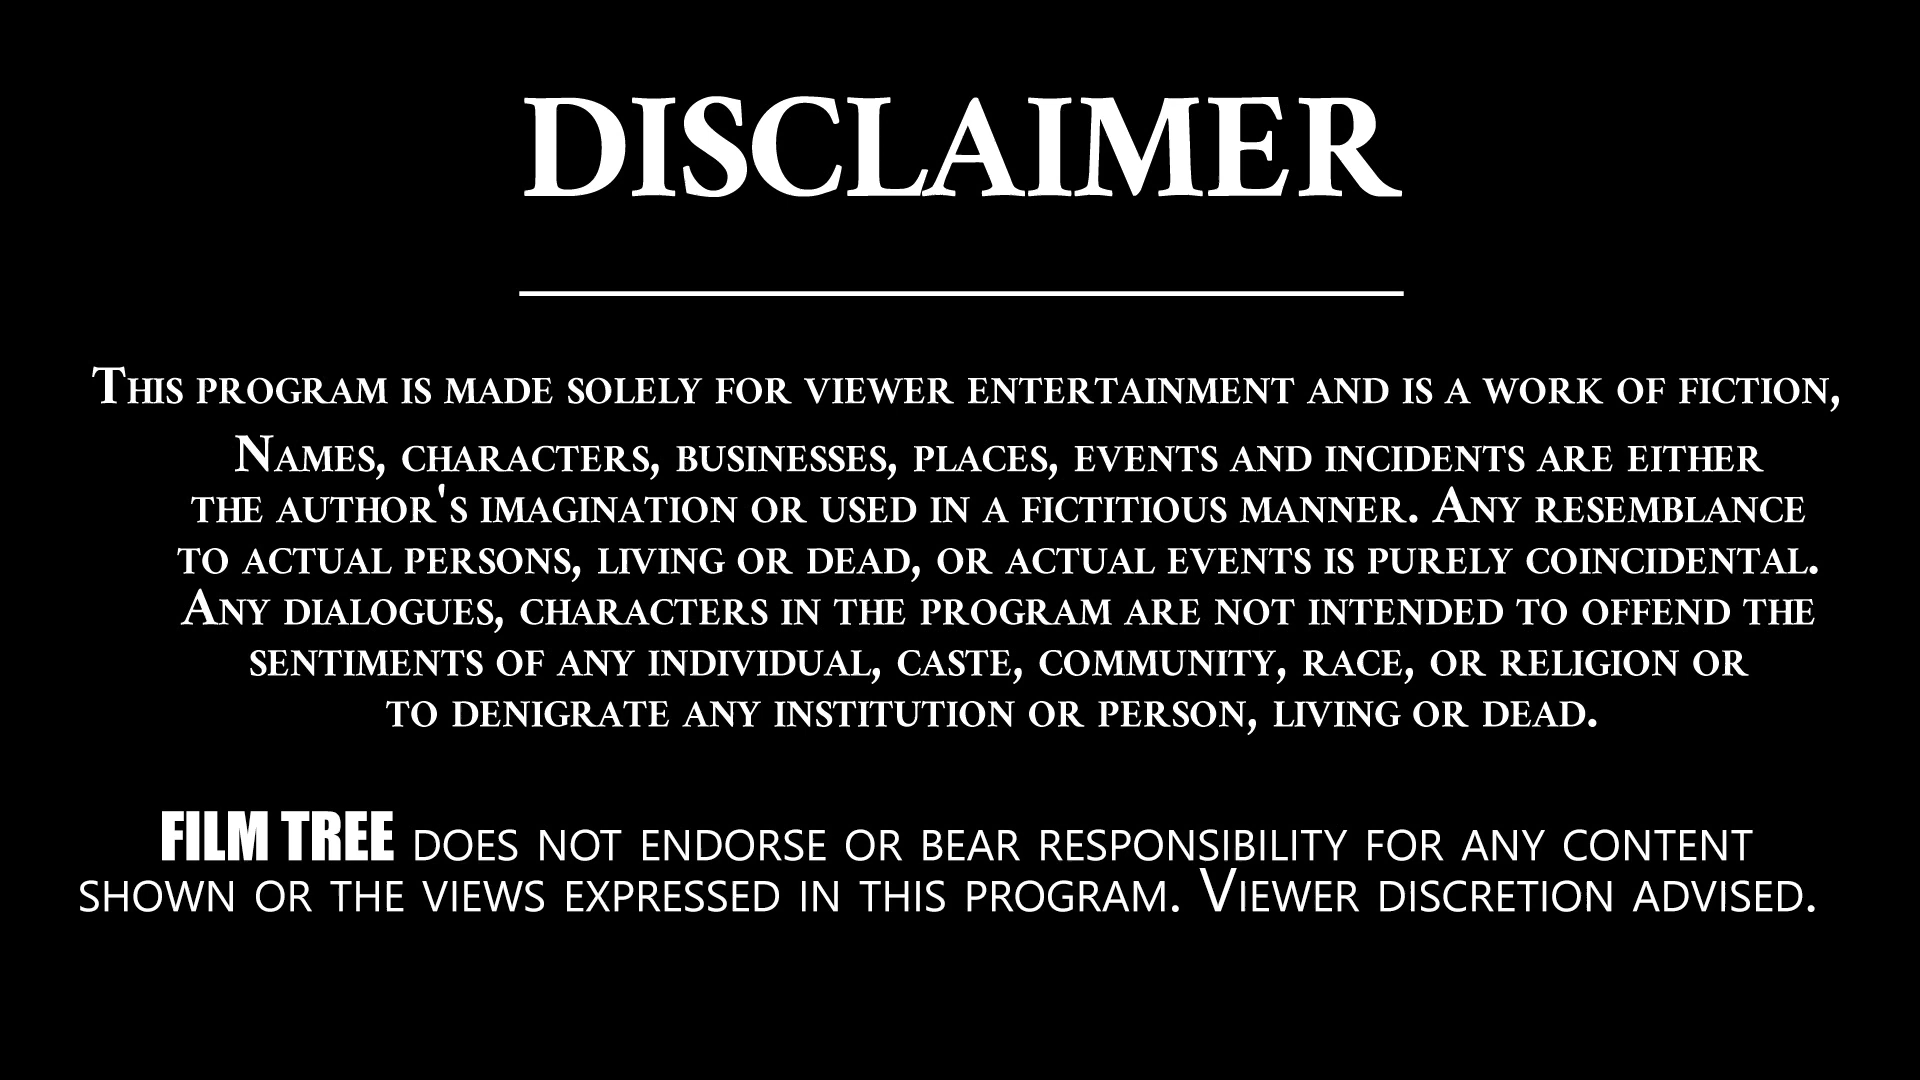 DISCLAIMER
This program is made solely for viewer entertainment and is a work of fiction,
Names, characters, businesses, places, events and incidents are either
the author's imagination or used in a fictitious manner. Any resemblance
to actual persons, living or dead, or actual events is purely coincidental.
Any dialogues, characters in the program are not intended to offend the
sentiments of any individual, caste, community, race, or religion or
to denigrate any institution or person, living or dead.
FILM TREE does not endorse or bear responsibility for any content
shown or the views expressed in this program. Viewer discretion advised.